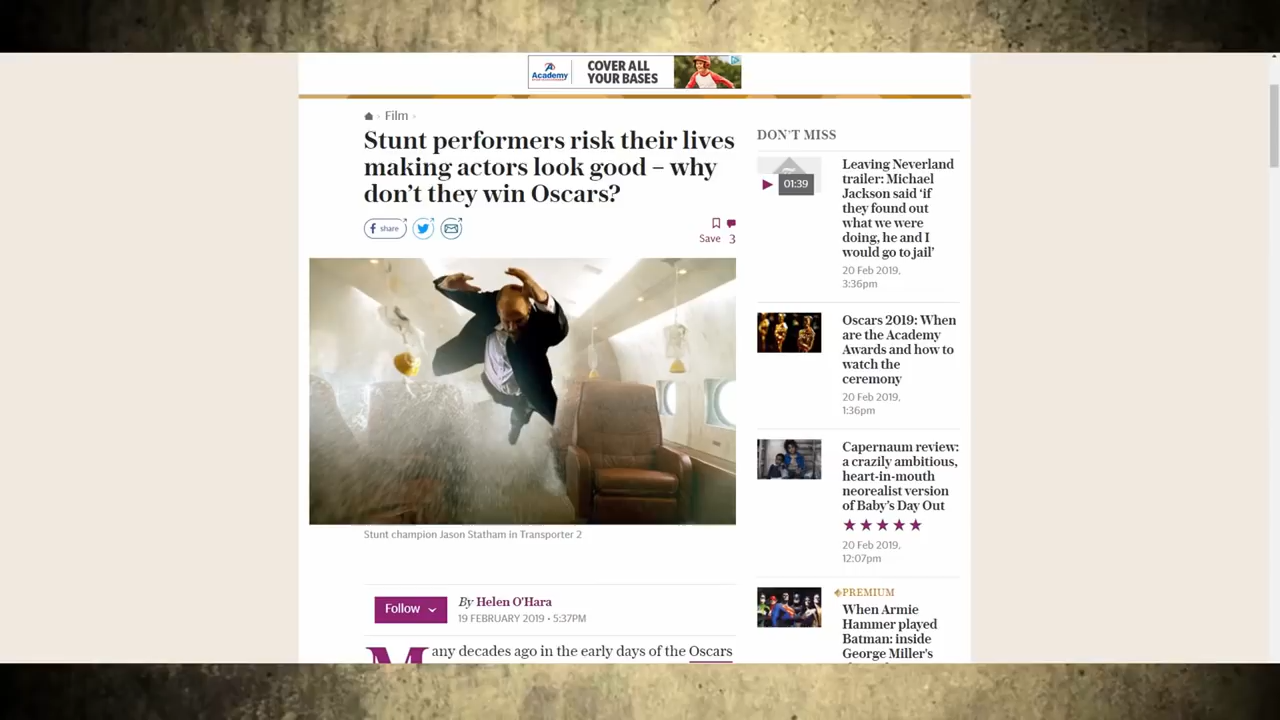 Academy
COVER ALL
YOUR BASES
Film
Stunt performers risk their lives
making actors look good – why
don't they win Oscars?
share
Save 3
Stunt champion Jason Statham in Transporter 2
Follow
By Helen O'Hara
19 FEBRUARY 2019 • 5:37PM
Many decades ago in the early days of the Oscars
DON'T MISS
01:39
Leaving Neverland
trailer: Michael
Jackson said 'if
they found out
what we were
doing, he and I
would go to jail'
20 Feb 2019,
3:36pm
Oscars 2019: When
are the Academy
Awards and how to
watch the
ceremony
20 Feb 2019,
1:36pm
Capernaum review:
a crazily ambitious,
heart-in-mouth
neorealist version
of Baby's Day Out
20 Feb 2019,
12:07pm
PREMIUM
When Armie
Hammer played
Batman: inside
George Miller's